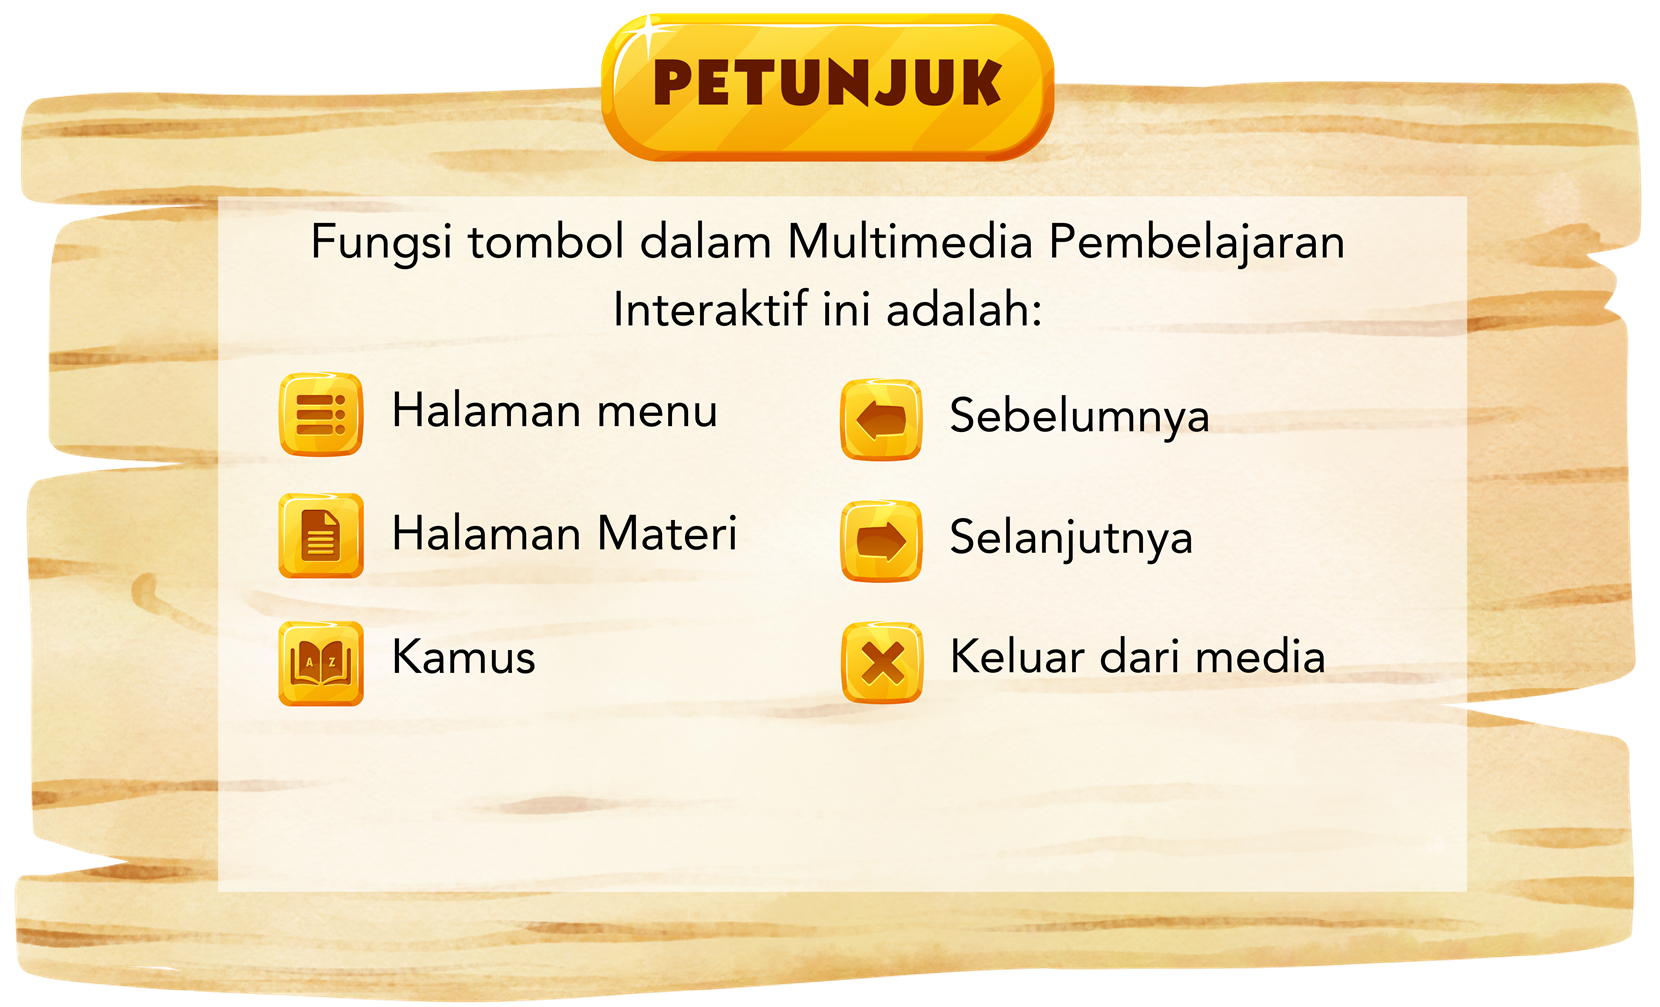 PETUNJUK
Fungsi tombol dalam Multimedia Pembelajaran
Interaktif ini adalah:
Halaman menu
Halaman Materi
A Z
Kamus
Sebelumnya
Selanjutnya
Keluar dari media